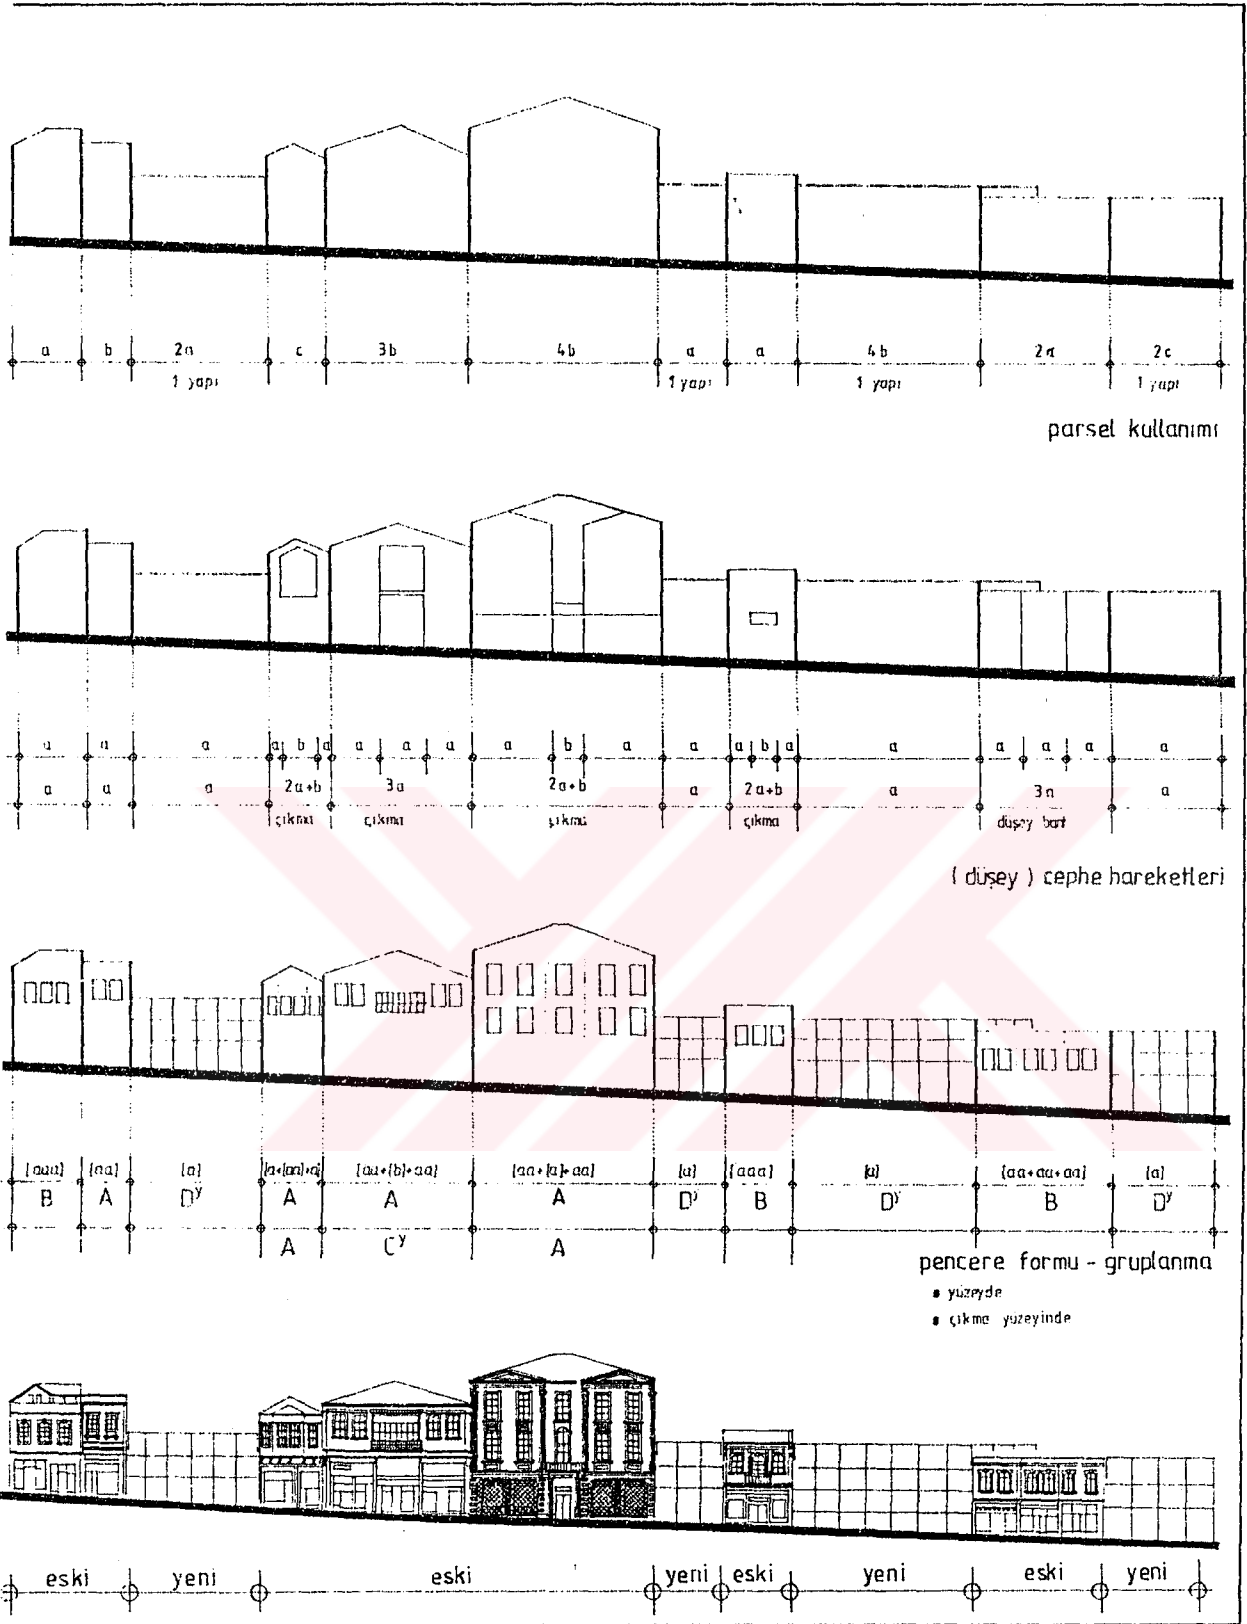 a b 2a c 3b 4b a a 4b 2a 2c
1 yapı 1 yapı 1 yapı 1 yapı
parsel kullanımı
a a a a b a a a a a b a a a b a a a a a a
a a a 2a+b 3a 2a+b a 2a+b a 3a a
çıkma çıkma çıkma çıkma düşey bant
( düşey ) cephe hareketleri
(aaa) (aa) (a) (a+(aa)+a) (aa+(b)+aa) (aa+(a)+aa) (a) (aaa) (a) (aa+aa+aa) (a)
B A Dʸ A A A Dʸ B Dʸ B Dʸ
A Cʸ A
pencere formu - gruplanma
▪ yüzeyde
▪ çıkma yüzeyinde
eski yeni eski yeni eski yeni eski yeni